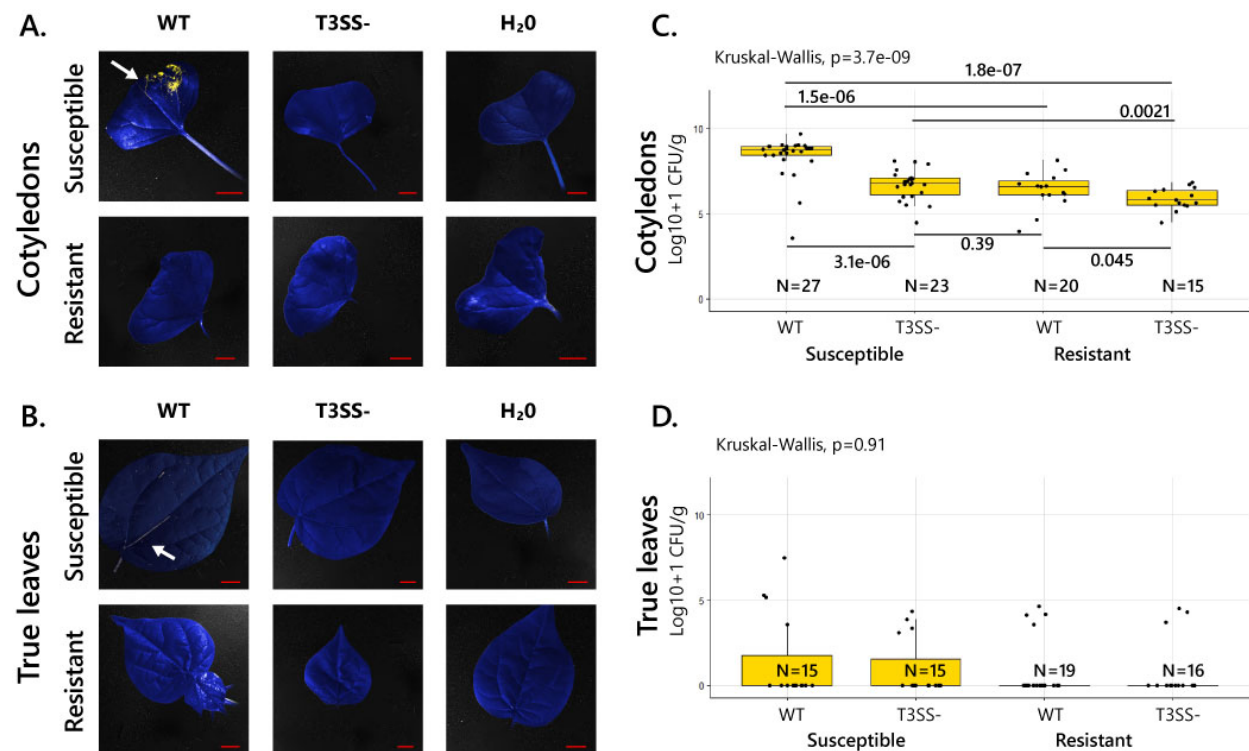 A.
WT T3SS- H₂0
Cotyledons
Susceptible
Resistant
B.
WT T3SS- H₂0
True leaves
Susceptible
Resistant
C.
Kruskal-Wallis, p=3.7e-09
1.8e-07
1.5e-06
0.0021
Cotyledons
Log10+1 CFU/g
10
5
0
0.39
3.1e-06
0.045
N=27 N=23 N=20 N=15
WT T3SS- WT T3SS-
Susceptible Resistant
D.
Kruskal-Wallis, p=0.91
True leaves
Log10+1 CFU/g
10
5
0
N=15 N=15 N=19 N=16
WT T3SS- WT T3SS-
Susceptible Resistant